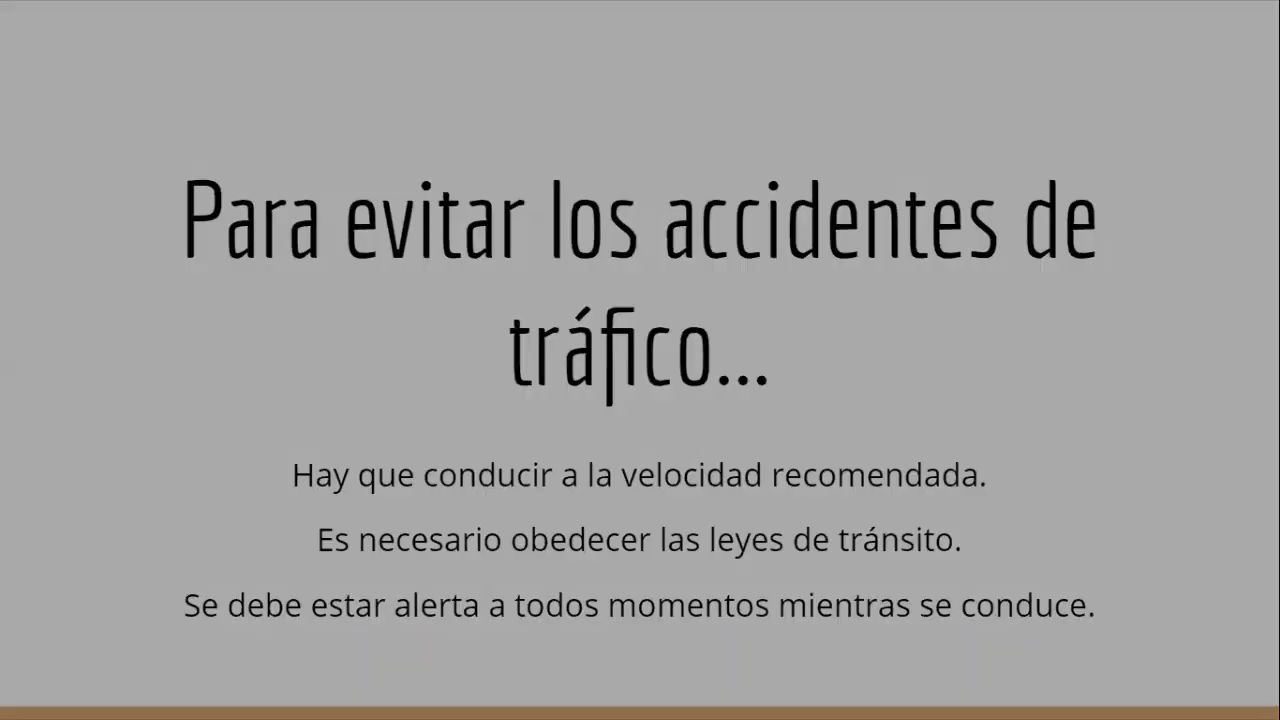 Para evitar los accidentes de
tráfico...
Hay que conducir a la velocidad recomendada.
Es necesario obedecer las leyes de tránsito.
Se debe estar alerta a todos momentos mientras se conduce.